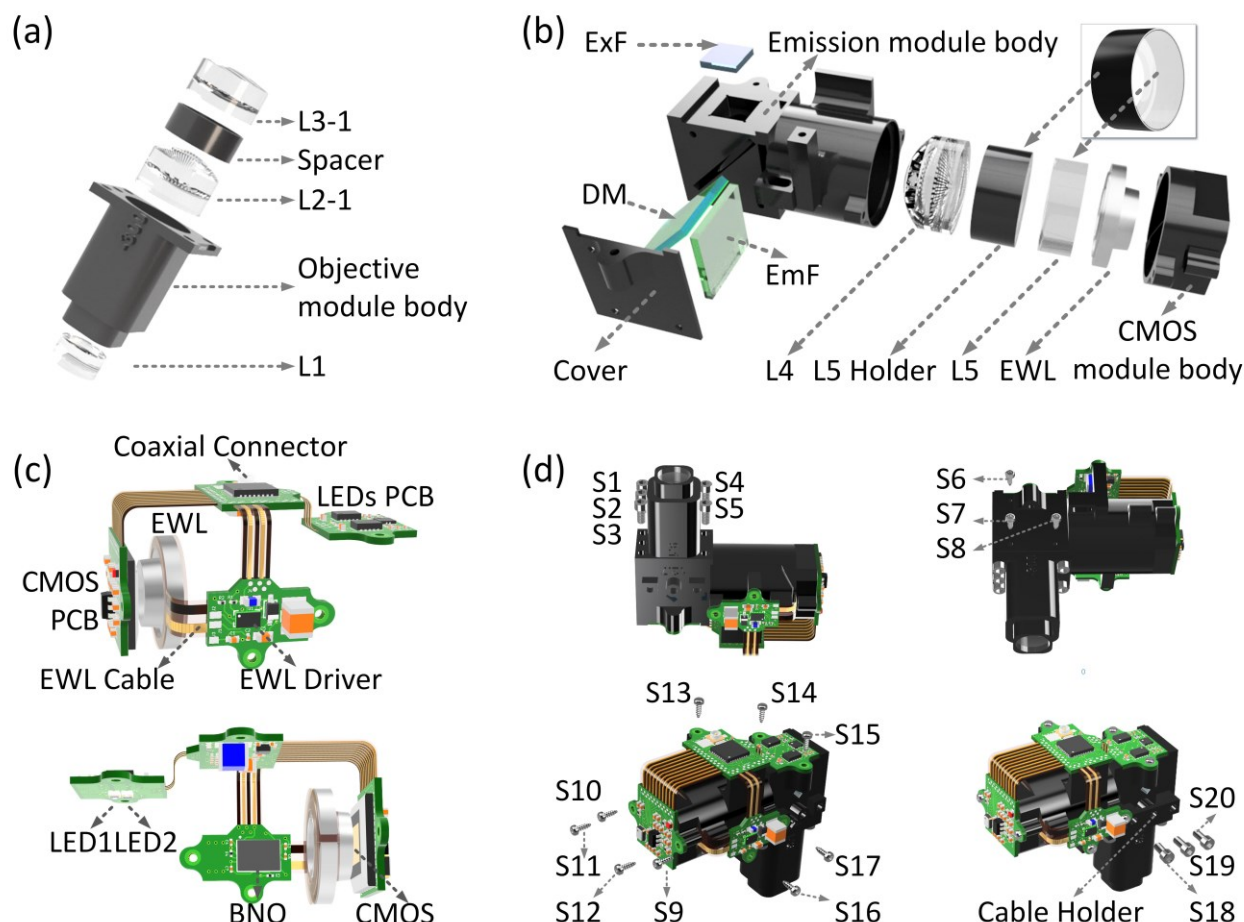 (a)
L3-1
Spacer
L2-1
Objective
module body
L1
(b)
ExF
Emission module body
DM
EmF
Cover
L4
L5 Holder
L5
EWL
CMOS
module body
(c)
Coaxial Connector
LEDs PCB
EWL
CMOS
PCB
EWL Cable
EWL Driver
LED1
LED2
BNO
CMOS
(d)
S1
S4
S2
S5
S3
S6
S7
S8
S13
S14
S15
S10
S11
S12
S9
S17
S16
S20
S19
S18
Cable Holder